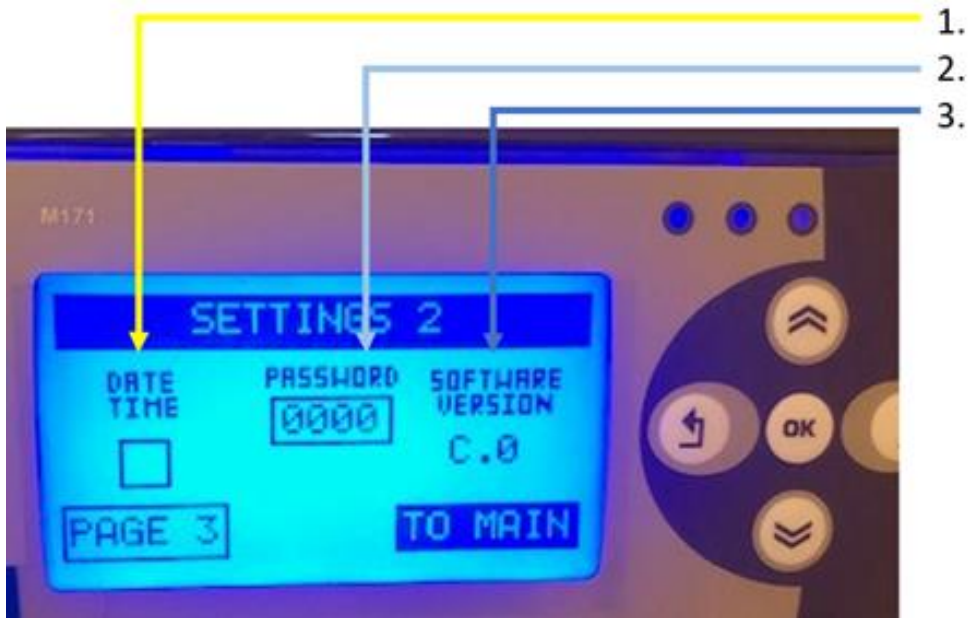 1.
2.
3.
M171
SETTINGS 2
DATE
TIME
PASSWORD
0000
SOFTWARE
VERSION
C.0
PAGE 3
TO MAIN
OK